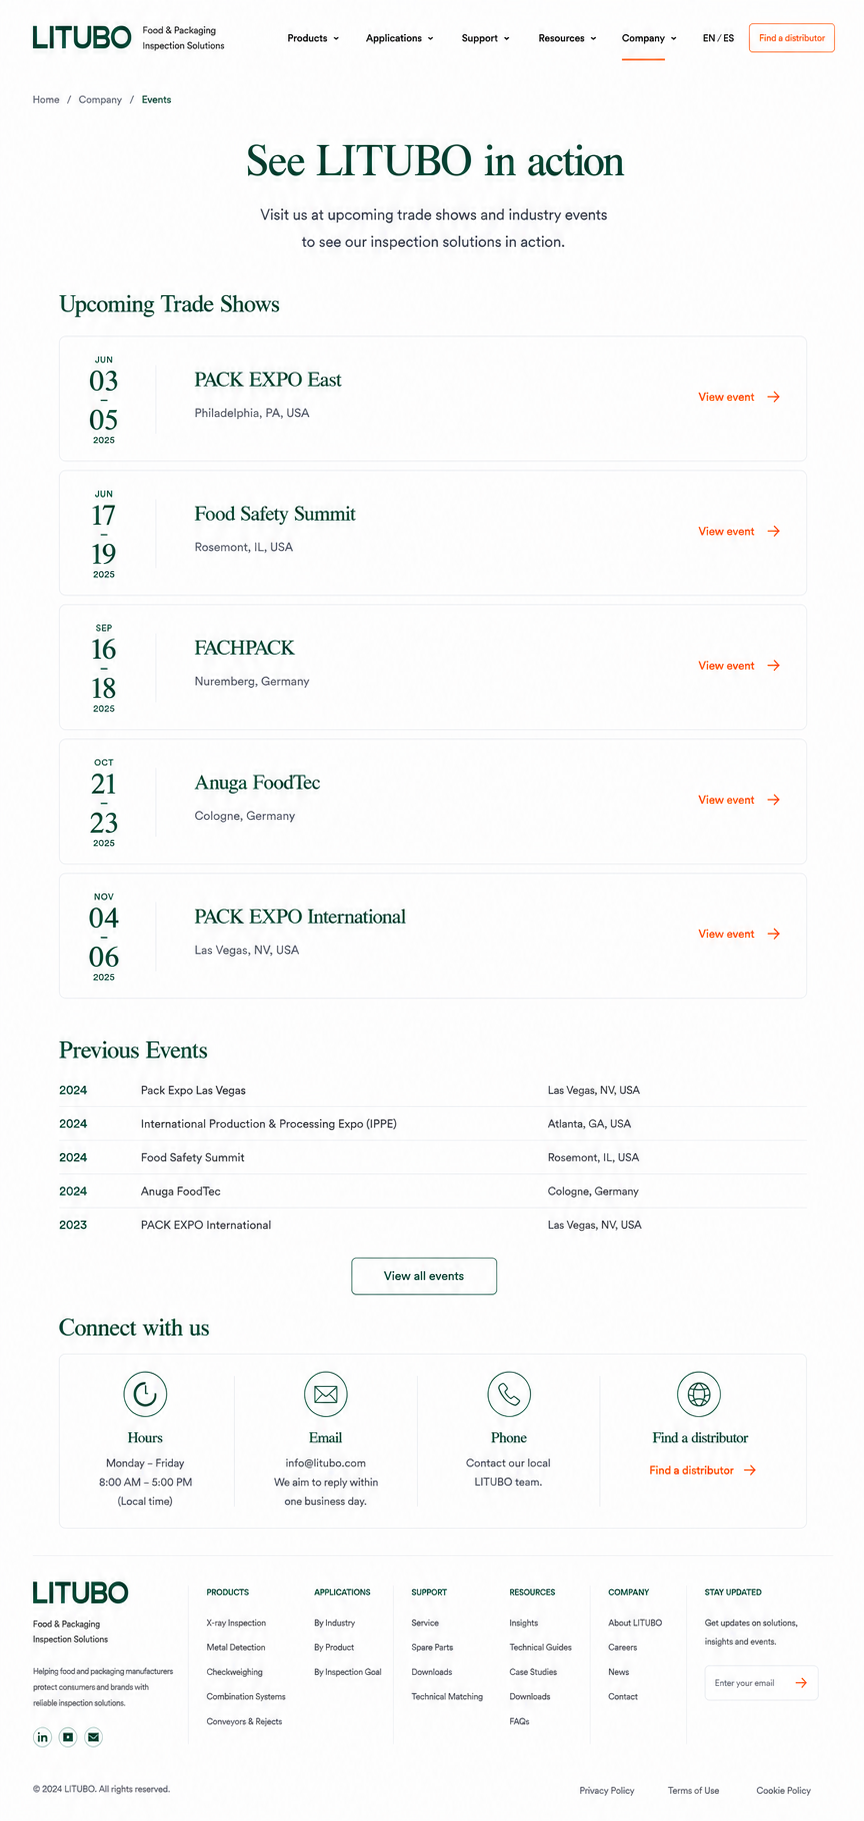 LITUBO
Food & Packaging
Inspection Solutions
Products
Applications
Support
Resources
Company
EN / ES
Find a distributor
Home / Company / Events
See LITUBO in action
Visit us at upcoming trade shows and industry events
to see our inspection solutions in action.
Upcoming Trade Shows
JUN
03
–
05
2025
PACK EXPO East
Philadelphia, PA, USA
View event
JUN
17
–
19
2025
Food Safety Summit
Rosemont, IL, USA
View event
SEP
16
–
18
2025
FACHPACK
Nuremberg, Germany
View event
OCT
21
–
23
2025
Anuga FoodTec
Cologne, Germany
View event
NOV
04
–
06
2025
PACK EXPO International
Las Vegas, NV, USA
View event
Previous Events
2024 Pack Expo Las Vegas Las Vegas, NV, USA
2024 International Production & Processing Expo (IPPE) Atlanta, GA, USA
2024 Food Safety Summit Rosemont, IL, USA
2024 Anuga FoodTec Cologne, Germany
2023 PACK EXPO International Las Vegas, NV, USA
View all events
Connect with us
Hours
Monday – Friday
8:00 AM – 5:00 PM
(Local time)
Email
info@litubo.com
We aim to reply within
one business day.
Phone
Contact our local
LITUBO team.
Find a distributor
Find a distributor
LITUBO
Food & Packaging
Inspection Solutions
Helping food and packaging manufacturers
protect consumers and brands with
reliable inspection solutions.
in
PRODUCTS
X-ray Inspection
Metal Detection
Checkweighing
Combination Systems
Conveyors & Rejects
APPLICATIONS
By Industry
By Product
By Inspection Goal
SUPPORT
Service
Spare Parts
Downloads
Technical Matching
RESOURCES
Insights
Technical Guides
Case Studies
Downloads
FAQs
COMPANY
About LITUBO
Careers
News
Contact
STAY UPDATED
Get updates on solutions,
insights and events.
Enter your email
© 2024 LITUBO. All rights reserved.
Privacy Policy
Terms of Use
Cookie Policy